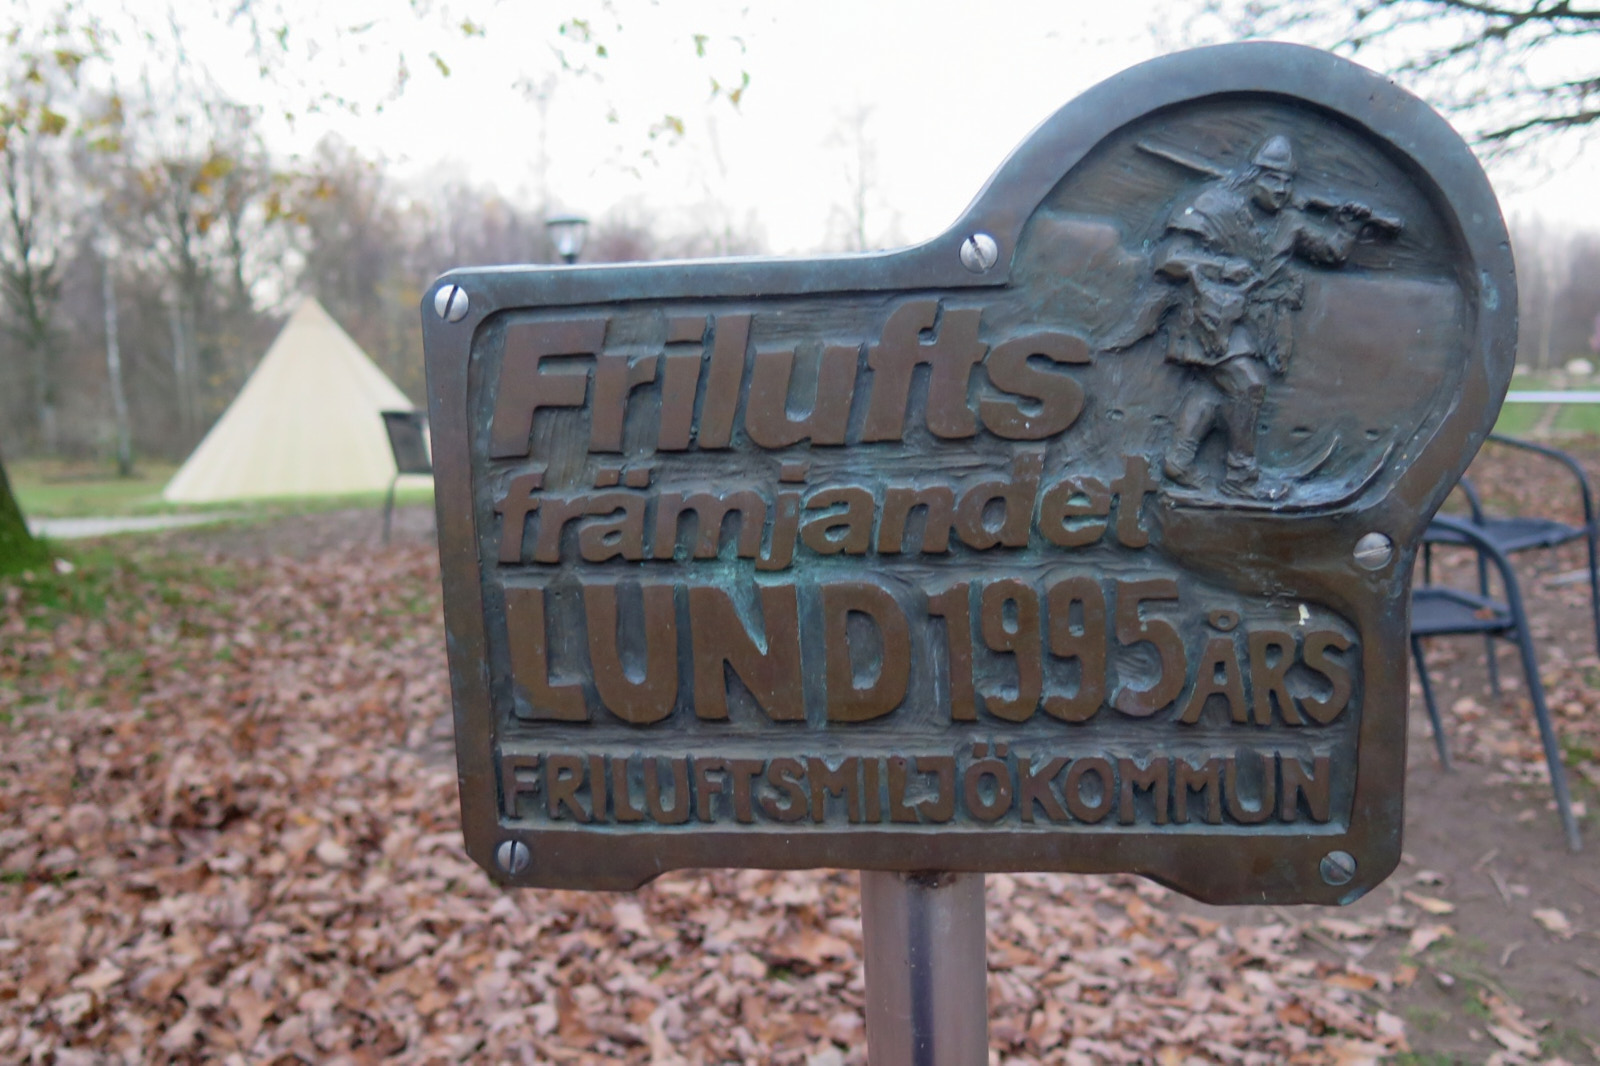 Frilufts
främjandet
LUND 1995 ÅRS
FRILUFTSMILJÖKOMMUN